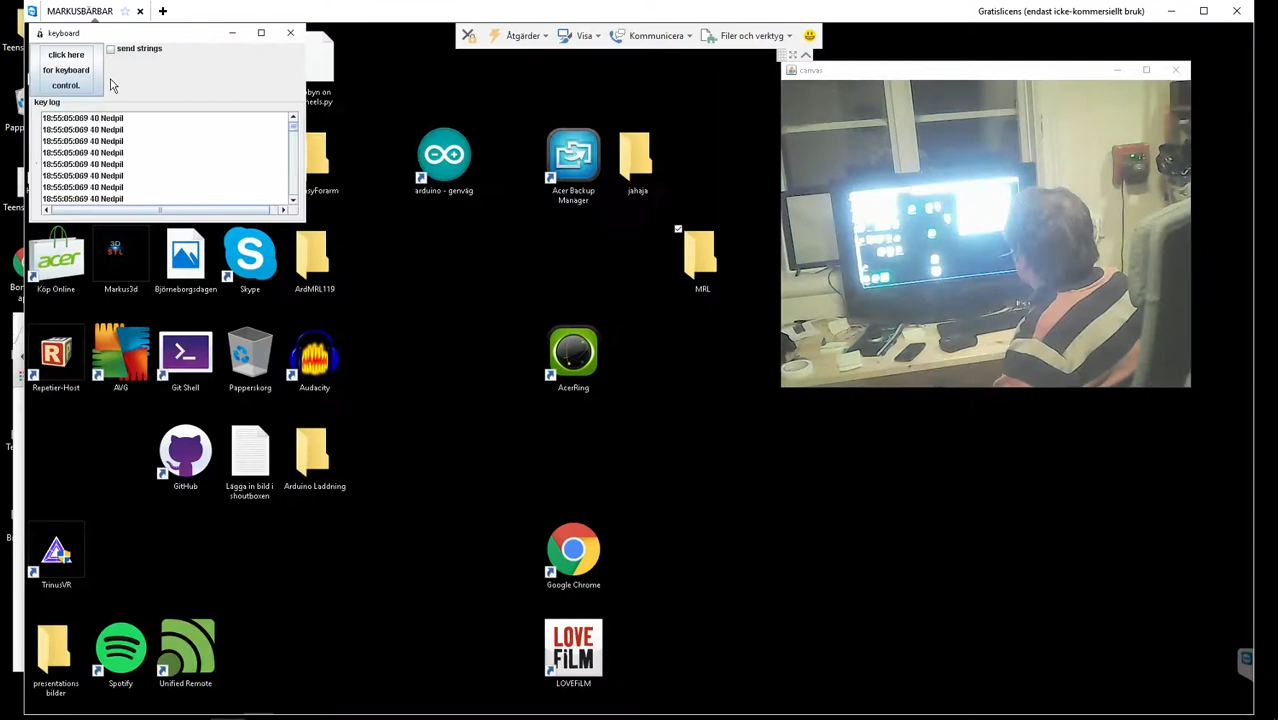 MARKUSBÄRBAR
Gratislicens (endast icke-kommersiellt bruk)
keyboard
Åtgärder
Visa
Kommunicera
Filer och verktyg
click here
for keyboard
control.
send strings
key log
18:55:05:069 40 Nedpil
18:55:05:069 40 Nedpil
18:55:05:069 40 Nedpil
18:55:05:069 40 Nedpil
18:55:05:069 40 Nedpil
18:55:05:069 40 Nedpil
18:55:05:069 40 Nedpil
18:55:05:069 40 Nedpil
canvas
arduino - genväg
Acer Backup
Manager
jahaja
MRL
acer
3D
STL
Köp Online
Markus3d
Björneborgsdagen
Skype
ArdMRL119
Repetier-Host
AVG
Git Shell
Papperskorg
Audacity
AcerRing
GitHub
Lägga in bild i
shoutboxen
Arduino Laddning
TrinusVR
Google Chrome
LOVE
FiLM
presentations
bilder
Spotify
Unified Remote
LOVEFiLM